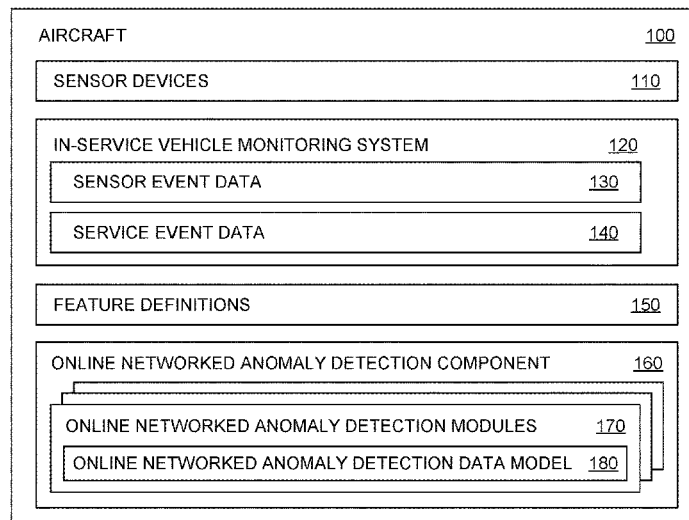 AIRCRAFT 100
SENSOR DEVICES 110
IN-SERVICE VEHICLE MONITORING SYSTEM 120
SENSOR EVENT DATA 130
SERVICE EVENT DATA 140
FEATURE DEFINITIONS 150
ONLINE NETWORKED ANOMALY DETECTION COMPONENT 160
ONLINE NETWORKED ANOMALY DETECTION MODULES 170
ONLINE NETWORKED ANOMALY DETECTION DATA MODEL 180